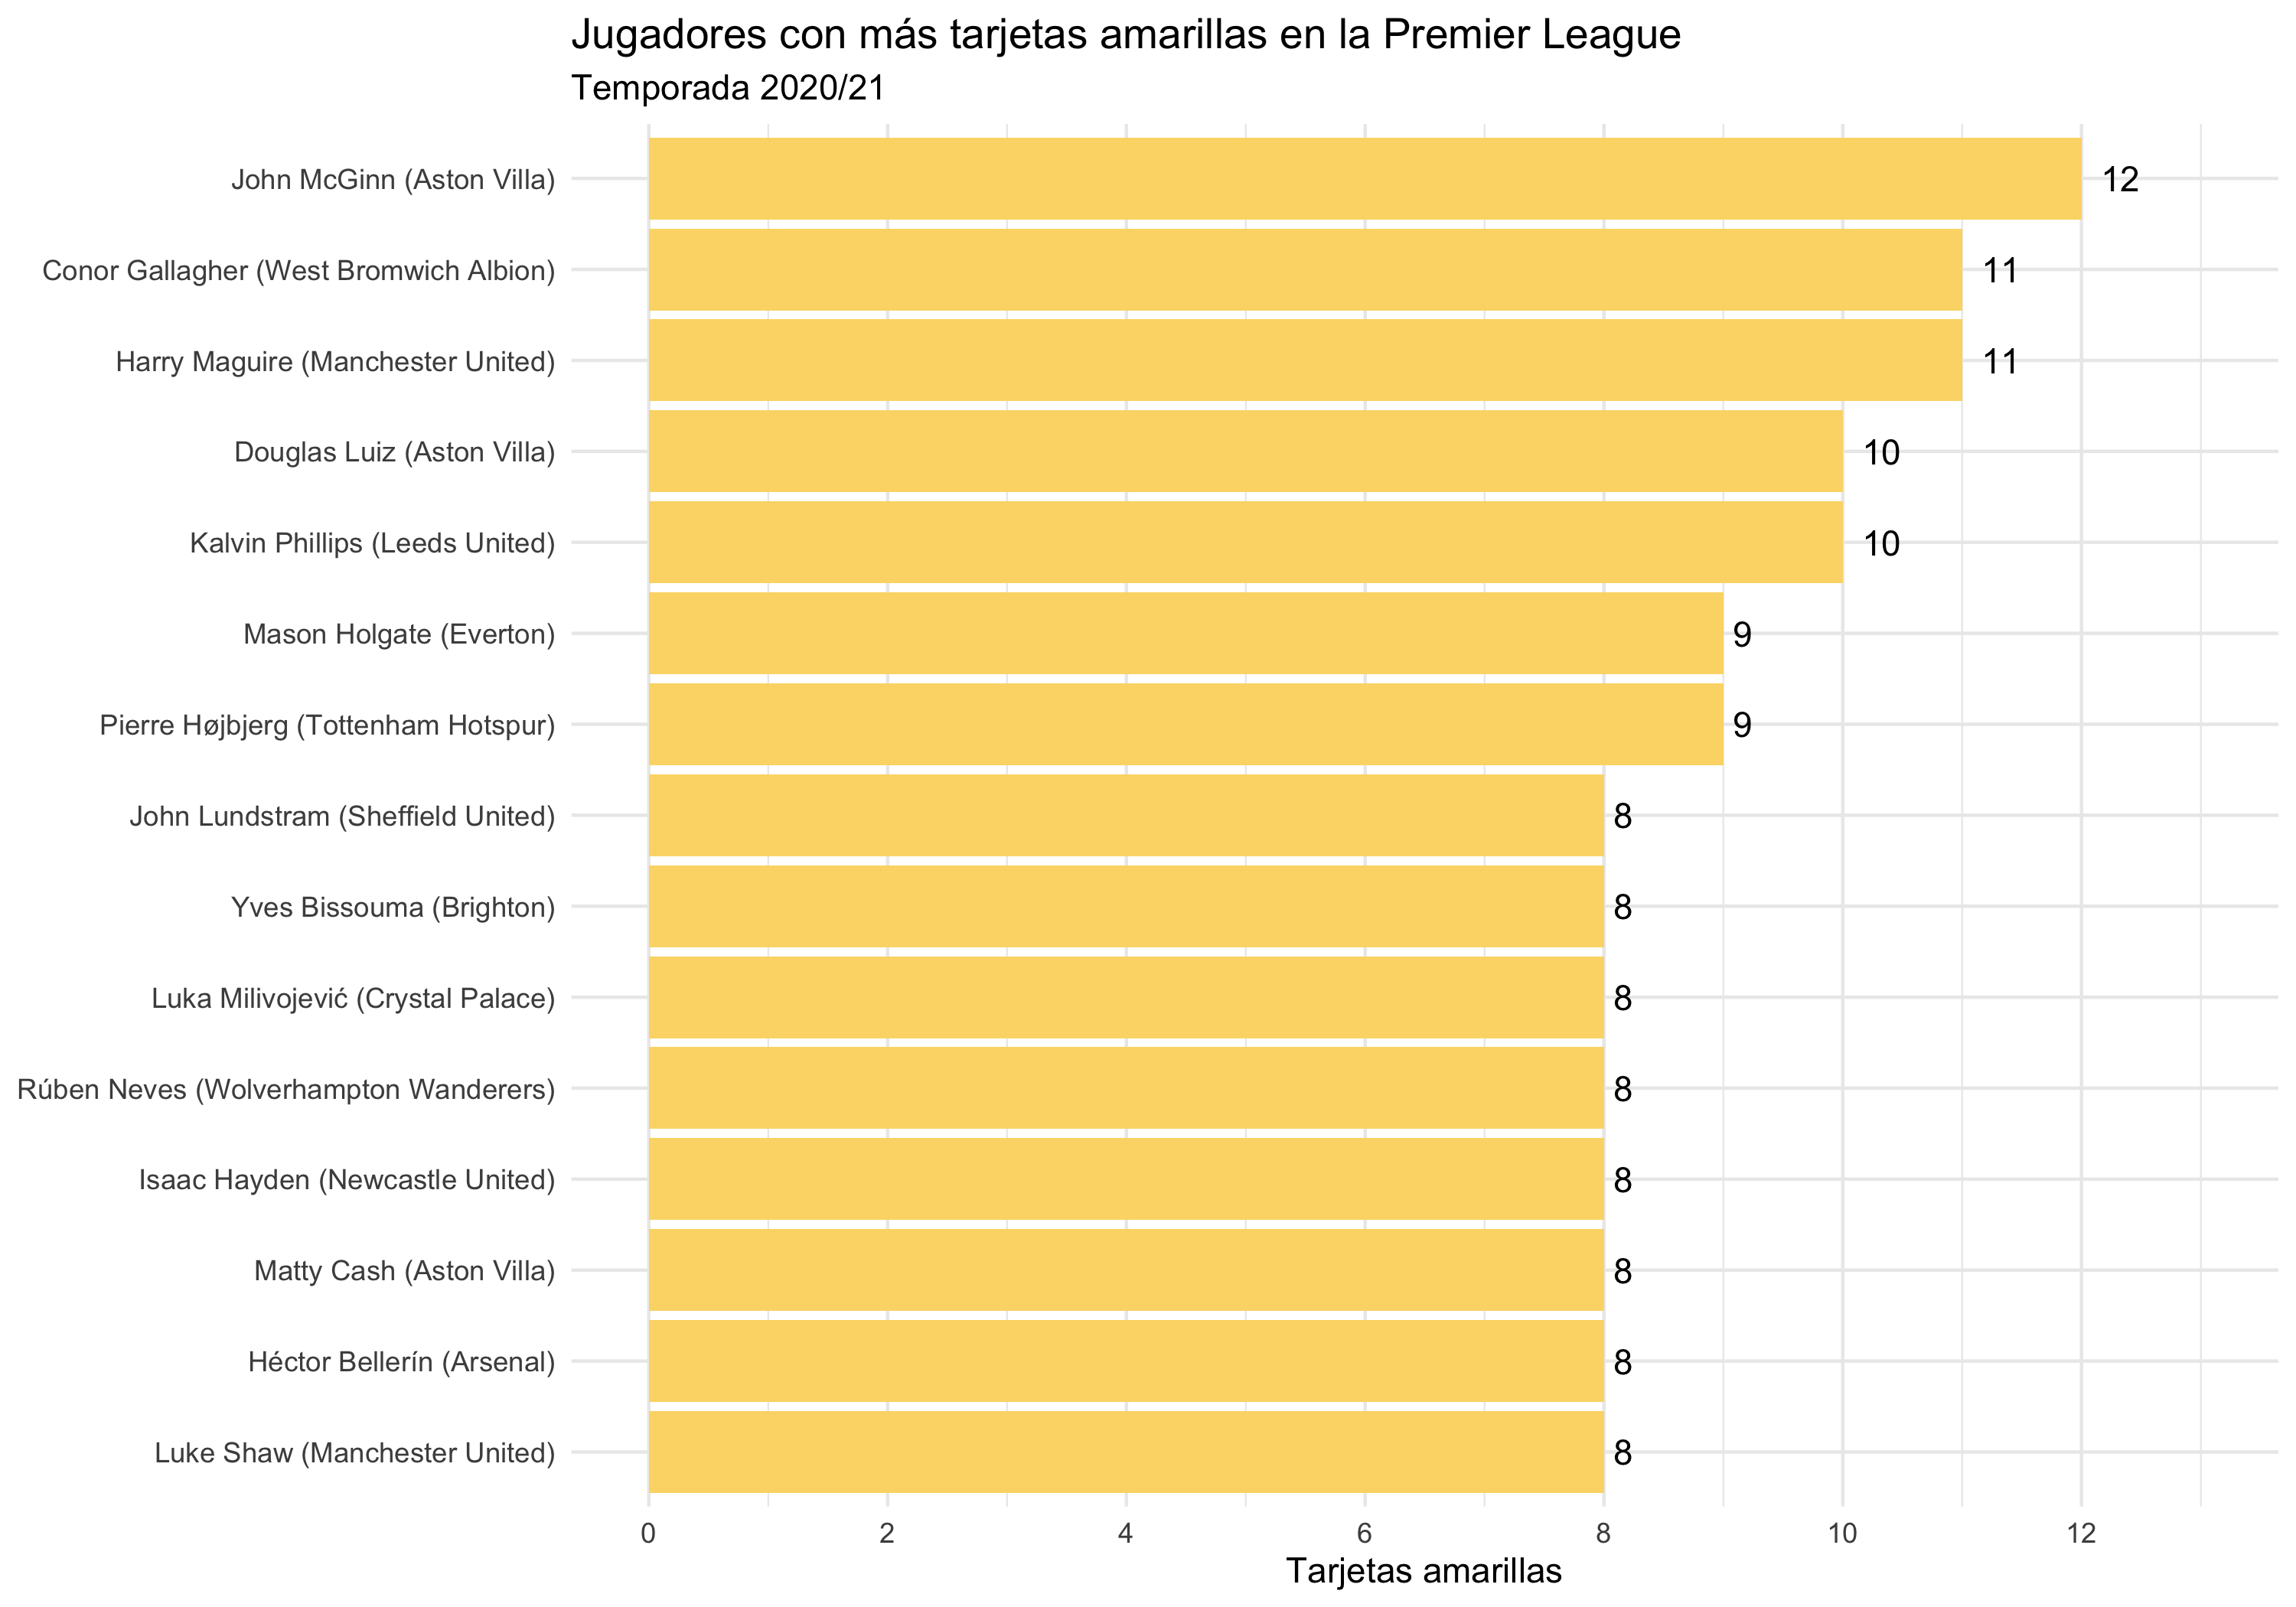 Jugadores con más tarjetas amarillas en la Premier League
Temporada 2020/21
John McGinn (Aston Villa) 12
Conor Gallagher (West Bromwich Albion) 11
Harry Maguire (Manchester United) 11
Douglas Luiz (Aston Villa) 10
Kalvin Phillips (Leeds United) 10
Mason Holgate (Everton) 9
Pierre Højbjerg (Tottenham Hotspur) 9
John Lundstram (Sheffield United) 8
Yves Bissouma (Brighton) 8
Luka Milivojević (Crystal Palace) 8
Rúben Neves (Wolverhampton Wanderers) 8
Isaac Hayden (Newcastle United) 8
Matty Cash (Aston Villa) 8
Héctor Bellerín (Arsenal) 8
Luke Shaw (Manchester United) 8
0 2 4 6 8 10 12
Tarjetas amarillas